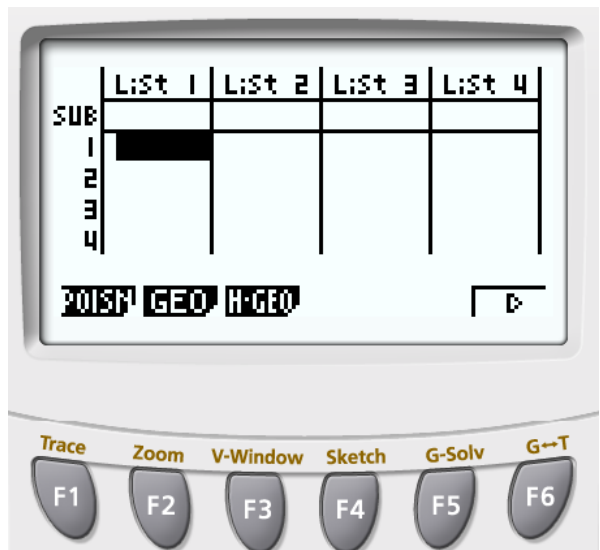 List 1 List 2 List 3 List 4
SUB
1
2
3
4
POISN GEO H·GEO ▷
Trace Zoom V-Window Sketch G-Solv G↔T
F1 F2 F3 F4 F5 F6